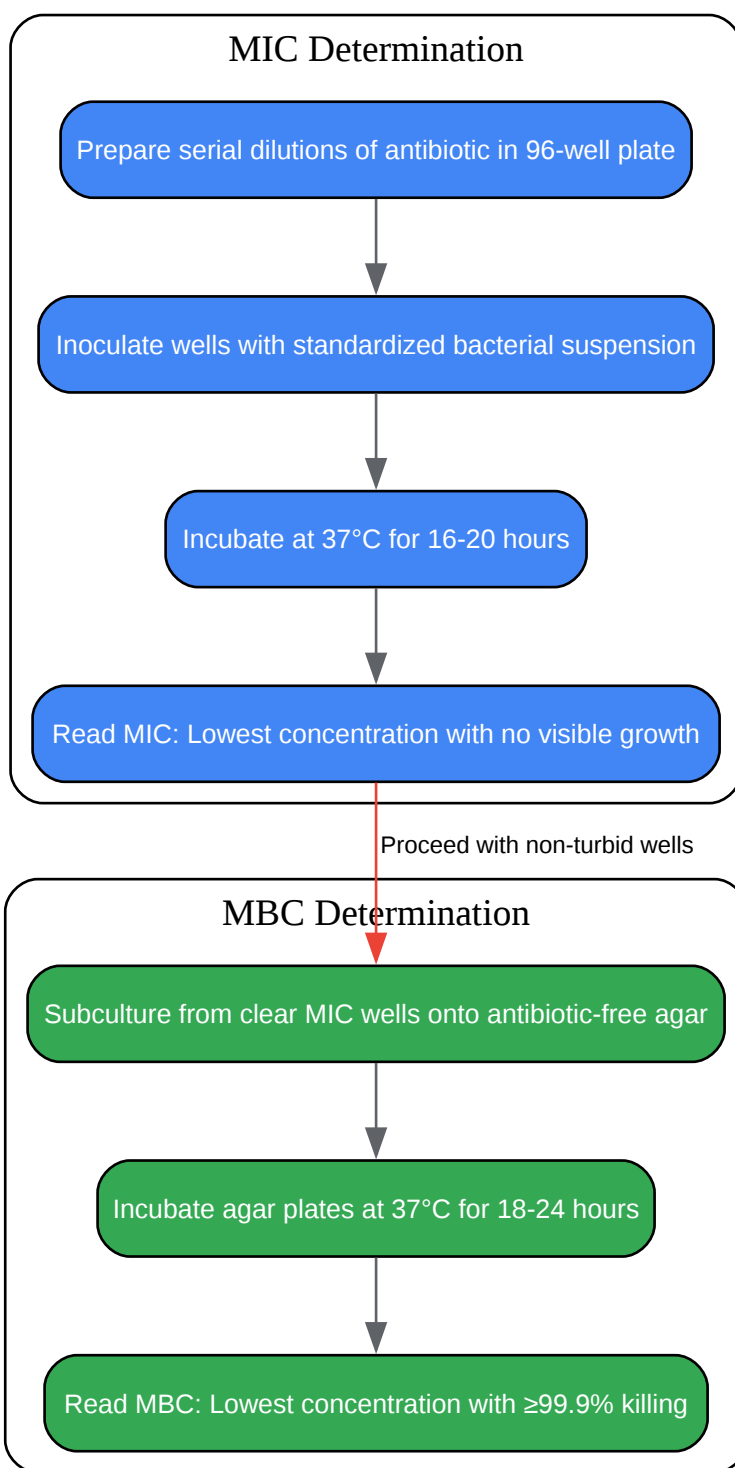 MIC Determination
Prepare serial dilutions of antibiotic in 96-well plate
Inoculate wells with standardized bacterial suspension
Incubate at 37°C for 16-20 hours
Read MIC: Lowest concentration with no visible growth
Proceed with non-turbid wells
MBC Determination
Subculture from clear MIC wells onto antibiotic-free agar
Incubate agar plates at 37°C for 18-24 hours
Read MBC: Lowest concentration with ≥99.9% killing